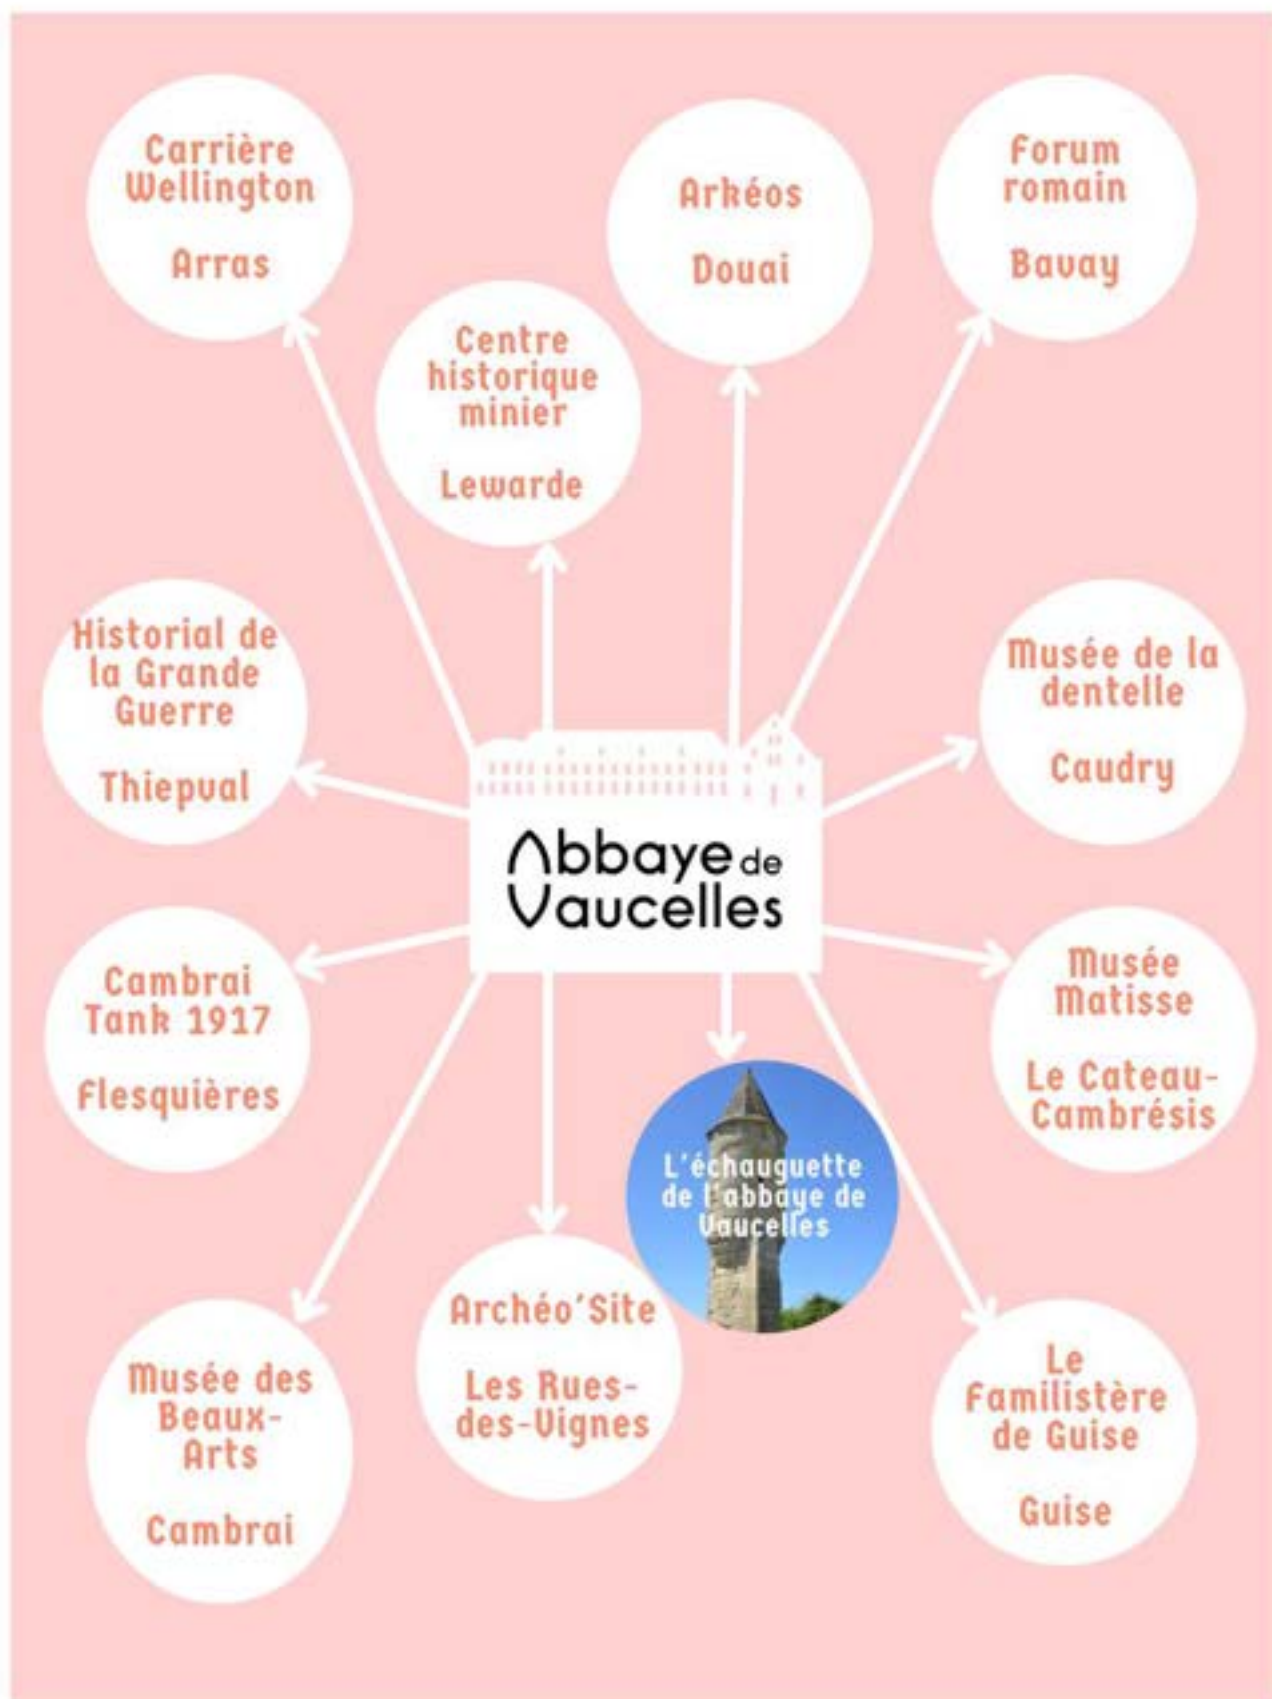 Carrière
Wellington
Arras
Arkéos
Douai
Forum
romain
Bavay
Centre
historique
minier
Lewarde
Historial de
la Grande
Guerre
Thiepval
Musée de la
dentelle
Caudry
Abbaye de
Vaucelles
Cambrai
Tank 1917
Flesquières
Musée
Matisse
Le Cateau-
Cambrésis
L'échauguette
de l'abbaye de
Vaucelles
Musée des
Beaux-
Arts
Cambrai
Archéo'Site
Les Rues-
des-Vignes
Le
Familistère
de Guise
Guise